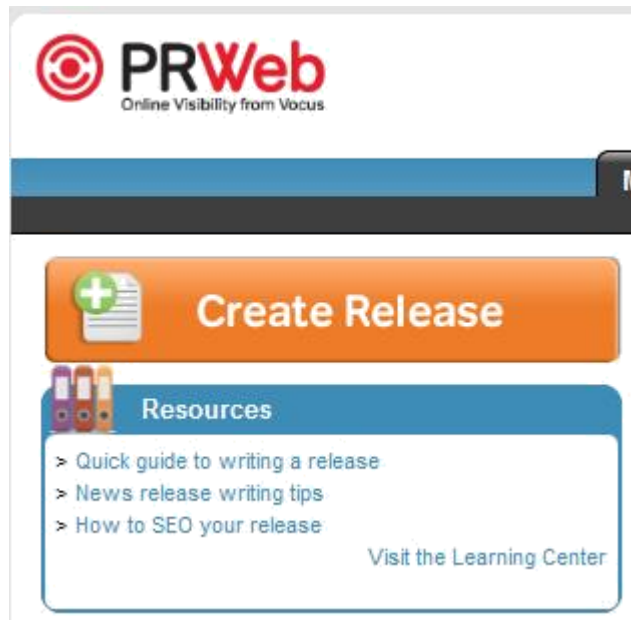 PRWeb
Online Visibility from Vocus
Create Release
Resources
> Quick guide to writing a release
> News release writing tips
> How to SEO your release
Visit the Learning Center